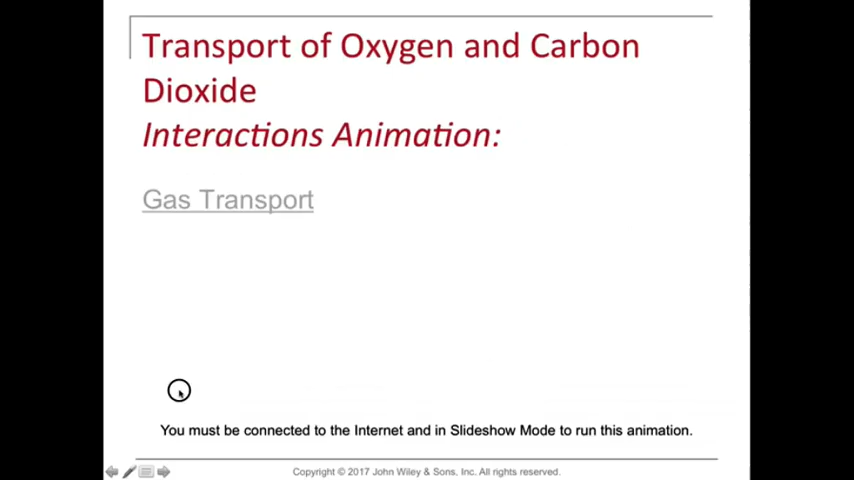 Transport of Oxygen and Carbon
Dioxide
Interactions Animation:
Gas Transport
You must be connected to the Internet and in Slideshow Mode to run this animation.
Copyright © 2017 John Wiley & Sons, Inc. All rights reserved.